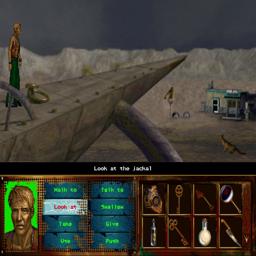 Look at the jackal
Walk to
Talk to
Look at
Swallow
Take
Give
Use
Push